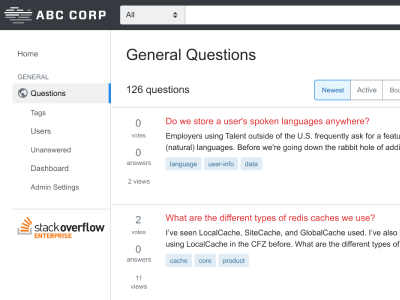 ABC CORP
All
Home
GENERAL
Questions
Tags
Users
Unanswered
Dashboard
Admin Settings
stackoverflow
ENTERPRISE
General Questions
126 questions
Newest
Active
0
votes
0
answers
2 views
Do we store a user's spoken languages anywhere?
Employers using Talent outside of the U.S. frequently ask for a
(natural) languages. Before we're going down the rabbit hole of
language user-info data
2
votes
0
answers
11
views
What are the different types of redis caches we use?
I've seen LocalCache, SiteCache, and GlobalCache used. I've also
using LocalCache in the CFZ before. What are the different types of
cache core product